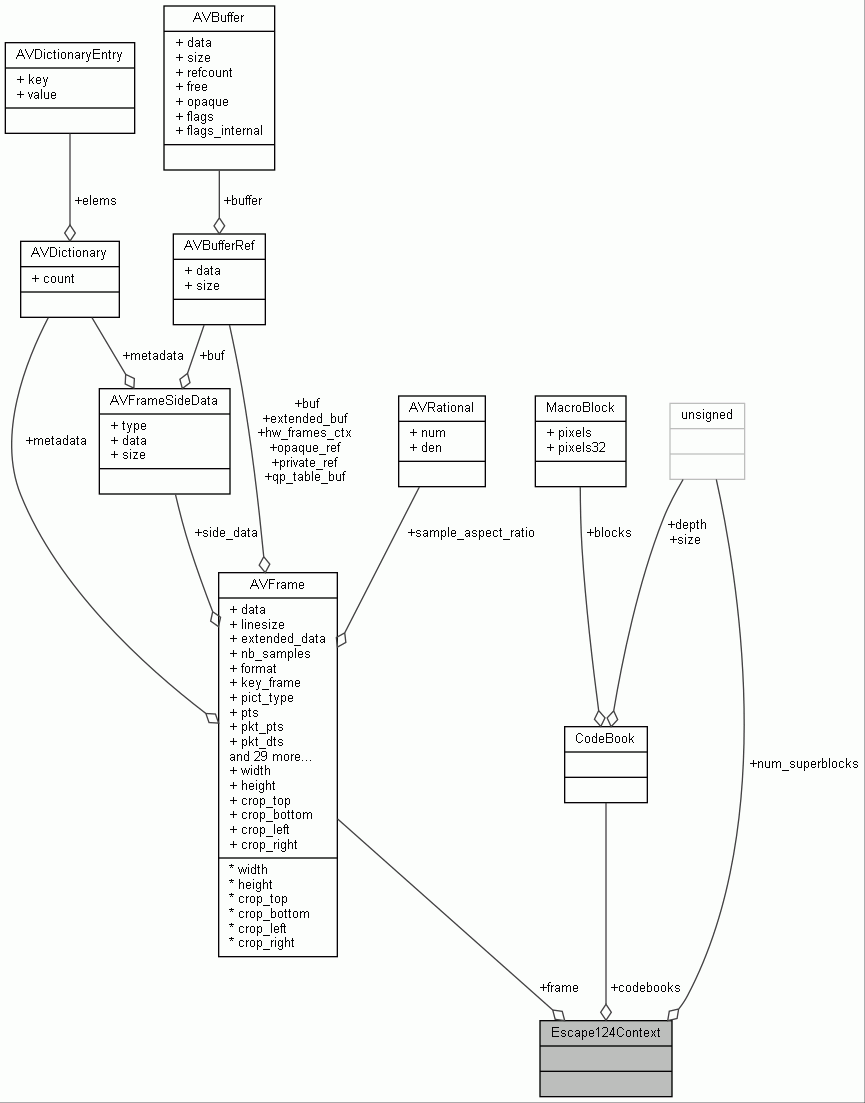 AVBuffer
+ data
+ size
+ refcount
+ free
+ opaque
+ flags
+ flags_internal
AVDictionaryEntry
+ key
+ value
+elems
+buffer
AVDictionary
+ count
AVBufferRef
+ data
+ size
+metadata
+buf
AVFrameSideData
+ type
+ data
+ size
+metadata
+buf
+extended_buf
+hw_frames_ctx
+opaque_ref
+private_ref
+qp_table_buf
AVRational
+ num
+ den
MacroBlock
+ pixels
+ pixels32
unsigned
+side_data
+sample_aspect_ratio
+blocks
+depth
+size
AVFrame
+ data
+ linesize
+ extended_data
+ nb_samples
+ format
+ key_frame
+ pict_type
+ pts
+ pkt_pts
+ pkt_dts
and 29 more...
+ width
+ height
+ crop_top
+ crop_bottom
+ crop_left
+ crop_right
* width
* height
* crop_top
* crop_bottom
* crop_left
* crop_right
CodeBook
+num_superblocks
+frame
+codebooks
Escape124Context